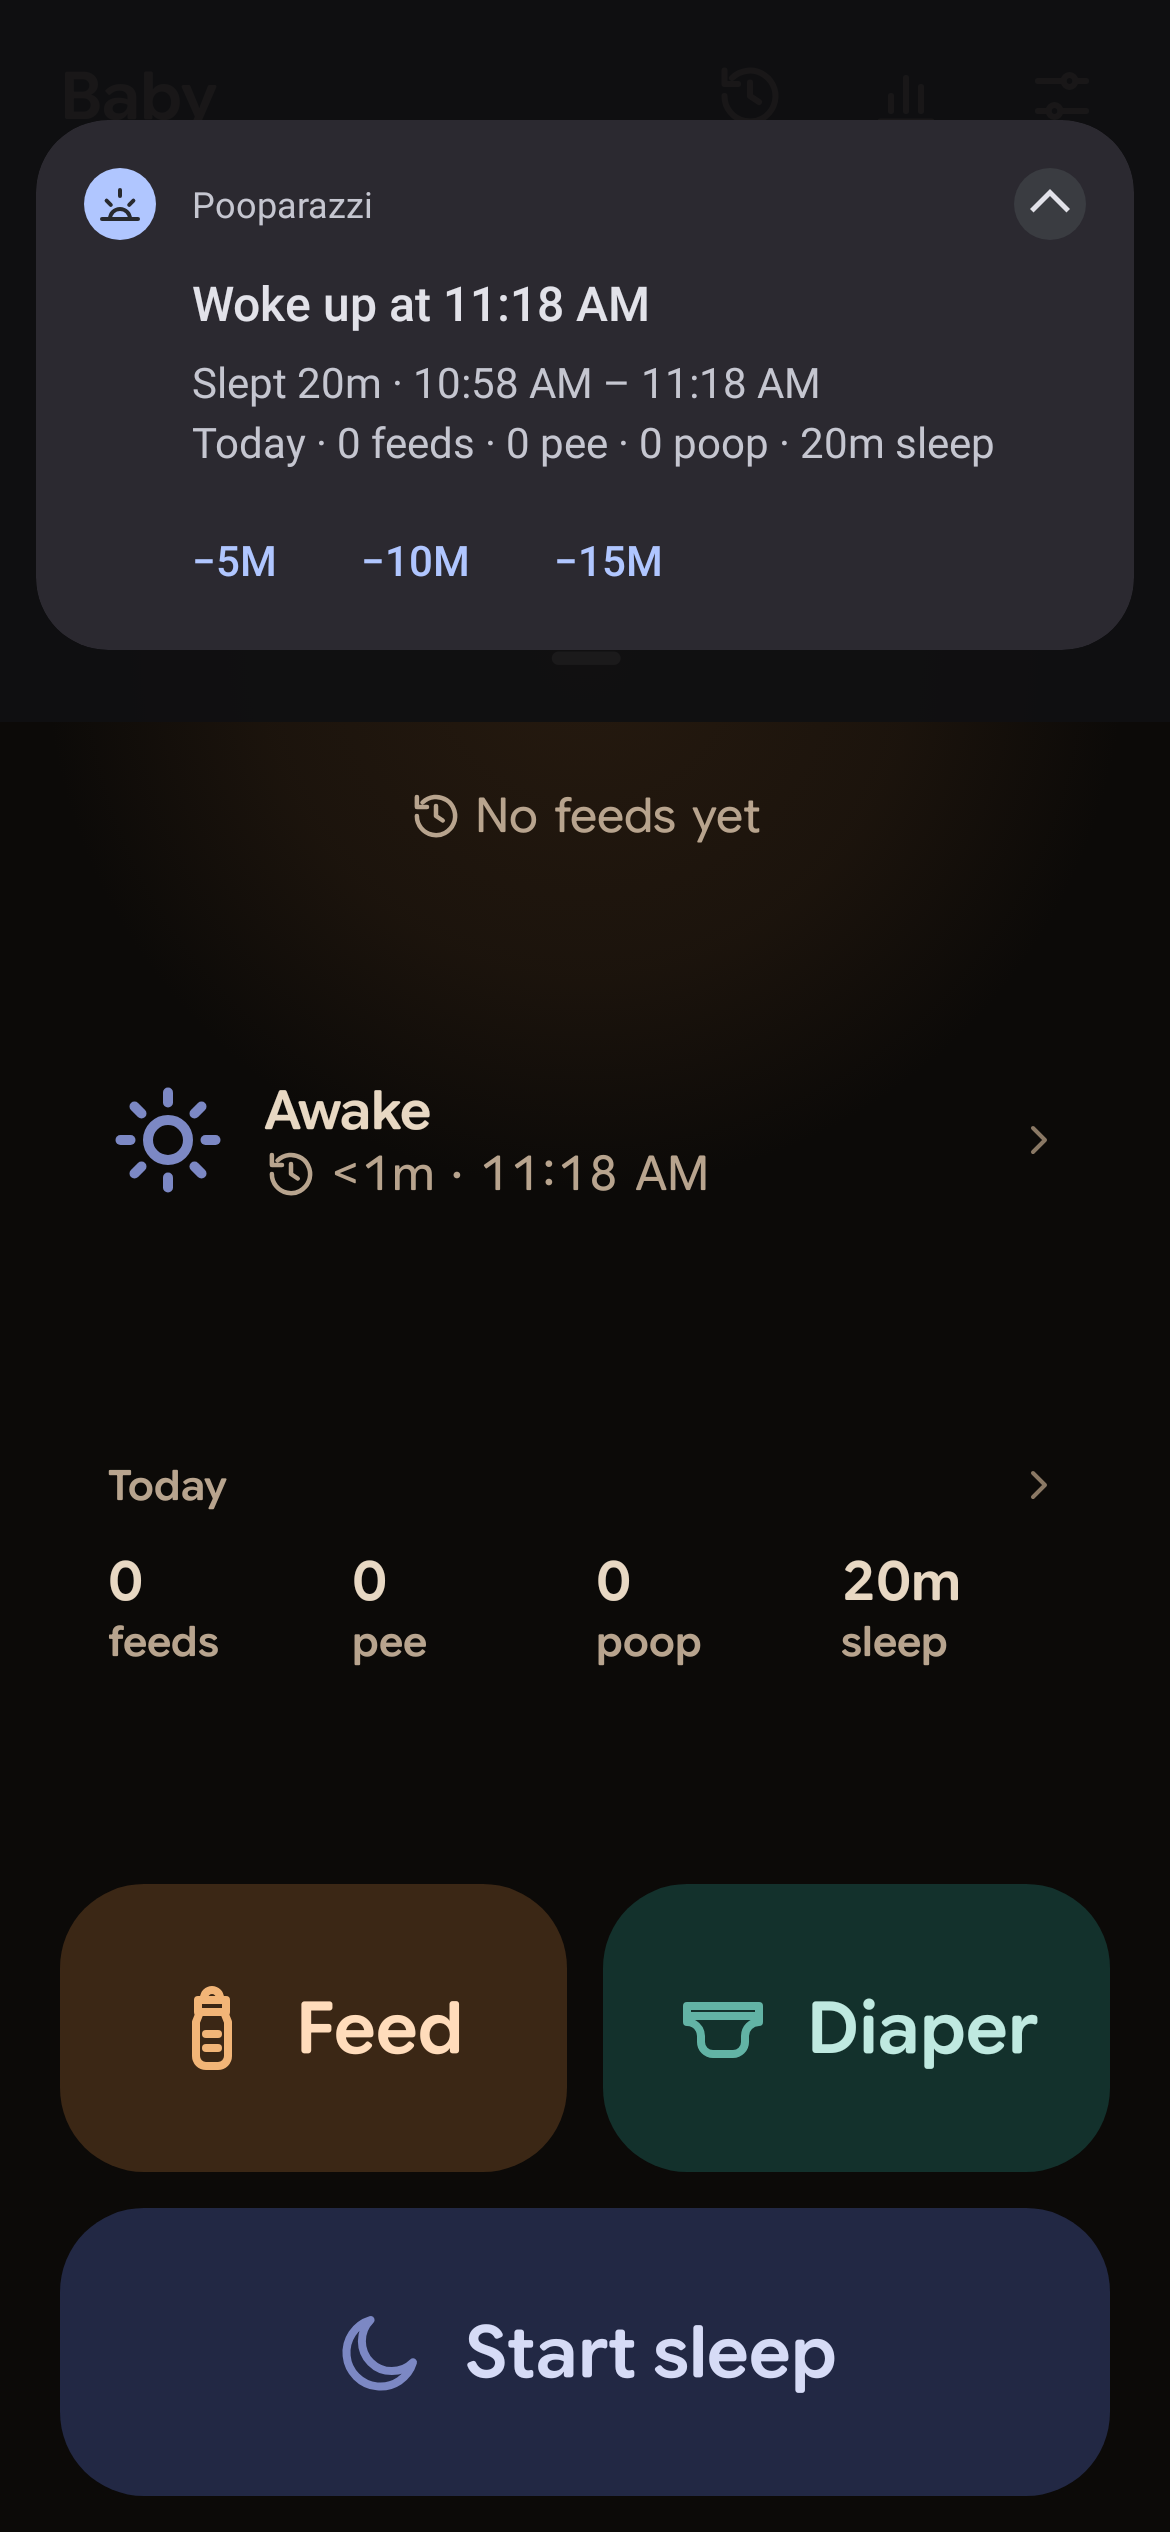 Baby
Pooparazzi
Woke up at 11:18 AM
Slept 20m · 10:58 AM – 11:18 AM
Today · 0 feeds · 0 pee · 0 poop · 20m sleep
−5M −10M −15M
No feeds yet
Awake
<1m · 11:18 AM
Today
0 0 0 20m
feeds pee poop sleep
Feed Diaper
Start sleep